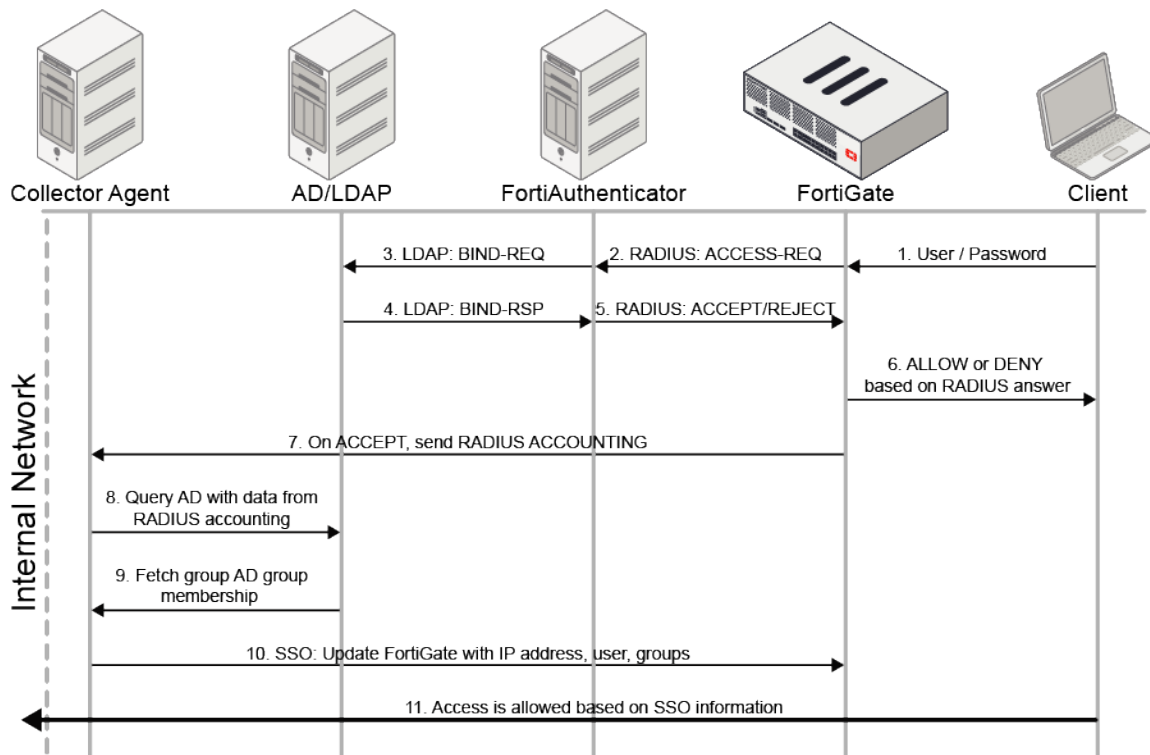 Collector Agent
AD/LDAP
FortiAuthenticator
FortiGate
Client
3. LDAP: BIND-REQ
2. RADIUS: ACCESS-REQ
1. User / Password
4. LDAP: BIND-RSP
5. RADIUS: ACCEPT/REJECT
6. ALLOW or DENY
based on RADIUS answer
7. On ACCEPT, send RADIUS ACCOUNTING
8. Query AD with data from
RADIUS accounting
9. Fetch group AD group
membership
10. SSO: Update FortiGate with IP address, user, groups
11. Access is allowed based on SSO information
Internal Network